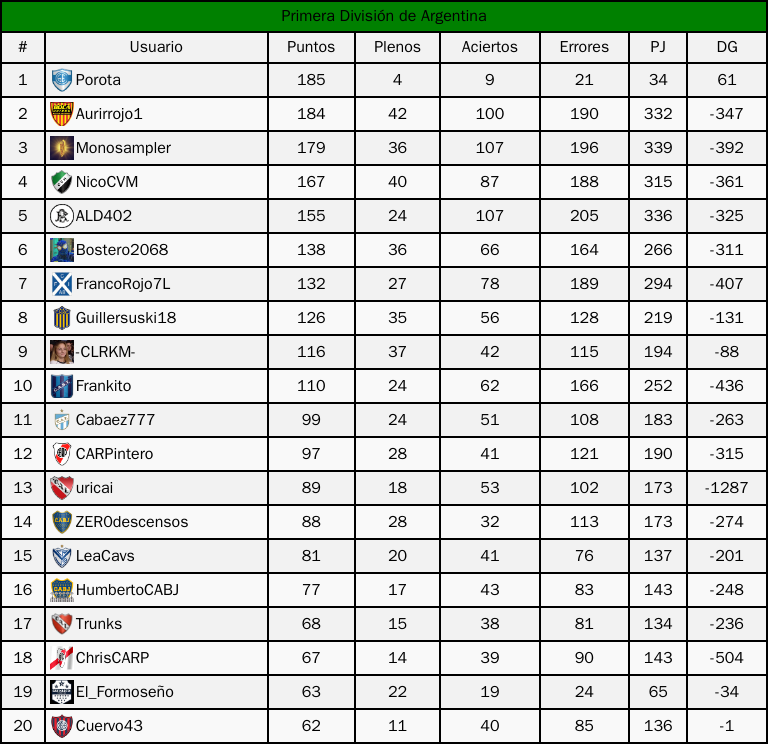 Primera División de Argentina
# Usuario Puntos Plenos Aciertos Errores PJ DG
1 Porota 185 4 9 21 34 61
2 Aurirrojo1 184 42 100 190 332 -347
3 Monosampler 179 36 107 196 339 -392
4 NicoCVM 167 40 87 188 315 -361
5 ALD402 155 24 107 205 336 -325
6 Bostero2068 138 36 66 164 266 -311
7 FrancoRojo7L 132 27 78 189 294 -407
8 Guillersuski18 126 35 56 128 219 -131
9 -CLRKM- 116 37 42 115 194 -88
10 Frankito 110 24 62 166 252 -436
11 Cabaez777 99 24 51 108 183 -263
12 CARPintero 97 28 41 121 190 -315
13 uricai 89 18 53 102 173 -1287
14 ZER0descensos 88 28 32 113 173 -274
15 LeaCavs 81 20 41 76 137 -201
16 HumbertoCABJ 77 17 43 83 143 -248
17 Trunks 68 15 38 81 134 -236
18 ChrisCARP 67 14 39 90 143 -504
19 El_Formoseño 63 22 19 24 65 -34
20 Cuervo43 62 11 40 85 136 -1